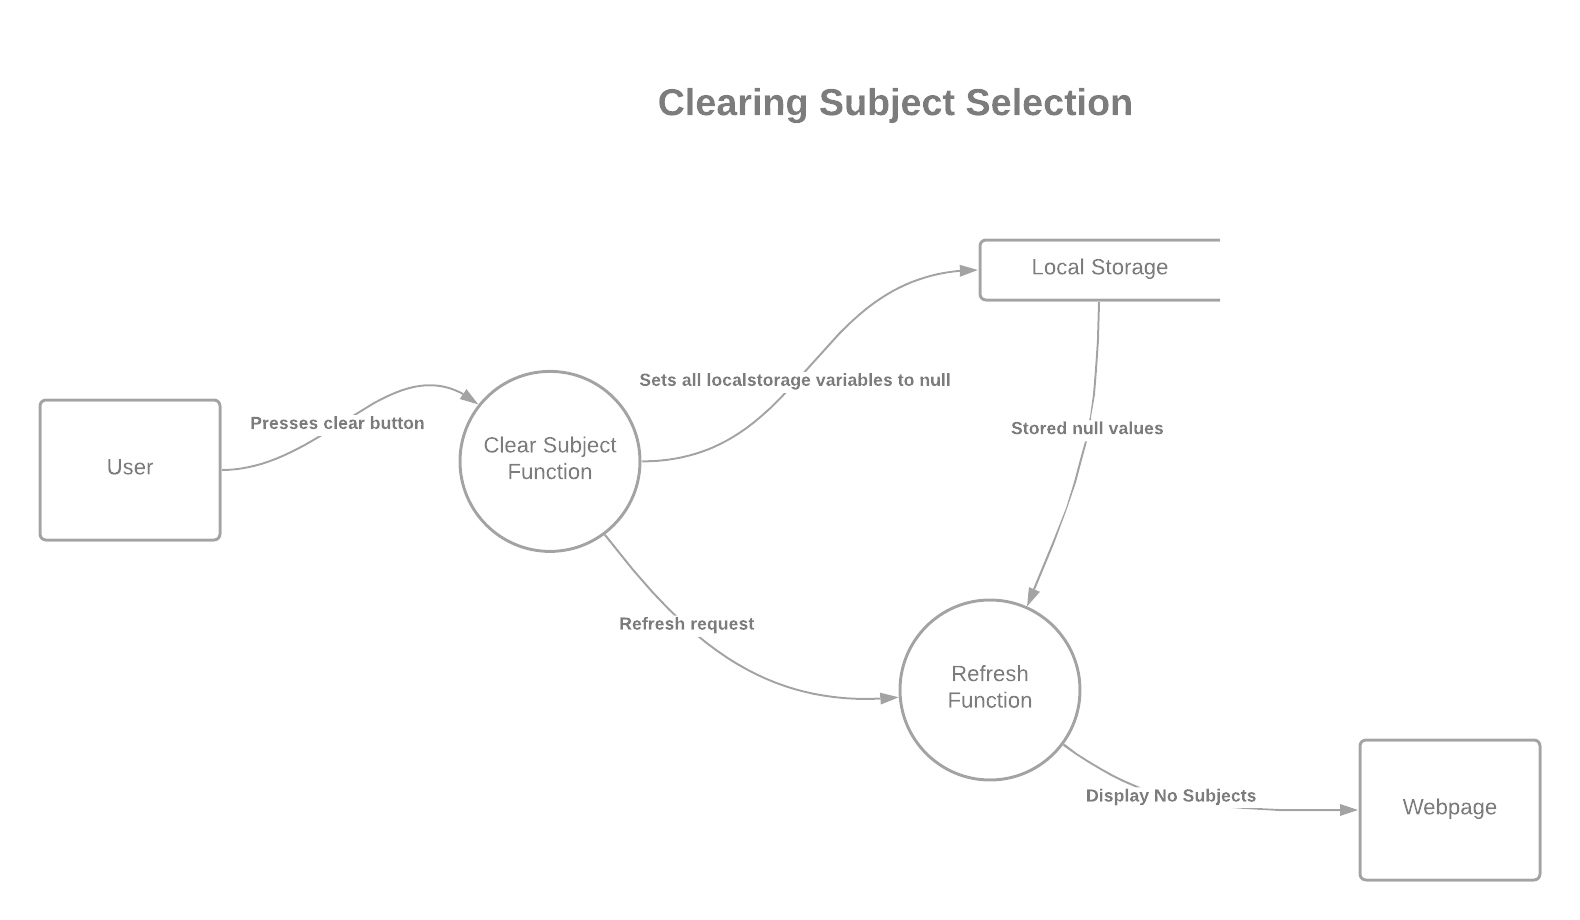 Clearing Subject Selection
Local Storage
Sets all localstorage variables to null
Presses clear button
Stored null values
Clear Subject
Function
User
Refresh request
Refresh
Function
Display No Subjects
Webpage